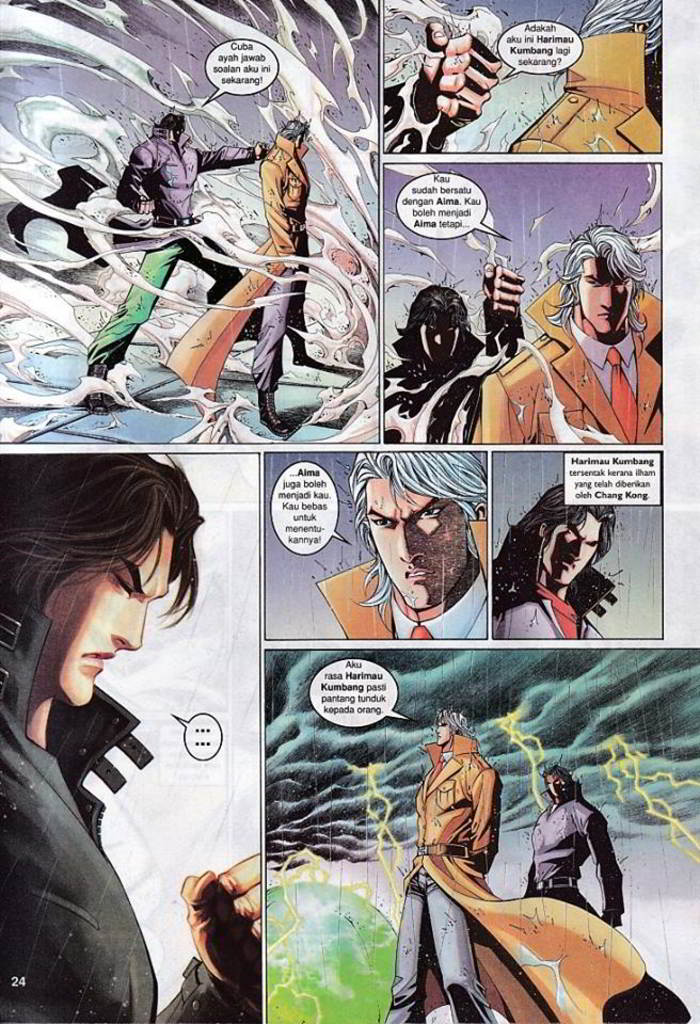 Cuba
ayah jawab
soalan aku ini
sekarang!
Adakah
aku ini Harimau
Kumbang lagi
sekarang?
Kau
sudah bersatu
dengan Aima. Kau
boleh menjadi
Aima tetapi...
...Aima
juga boleh
menjadi kau.
Kau bebas
untuk
menentu-
kannya!
Harimau Kumbang
tersentak kerana ilham
yang telah diberikan
oleh Chang Kong.
...
...
Aku
rasa Harimau
Kumbang pasti
pantang tunduk
kepada orang.
24